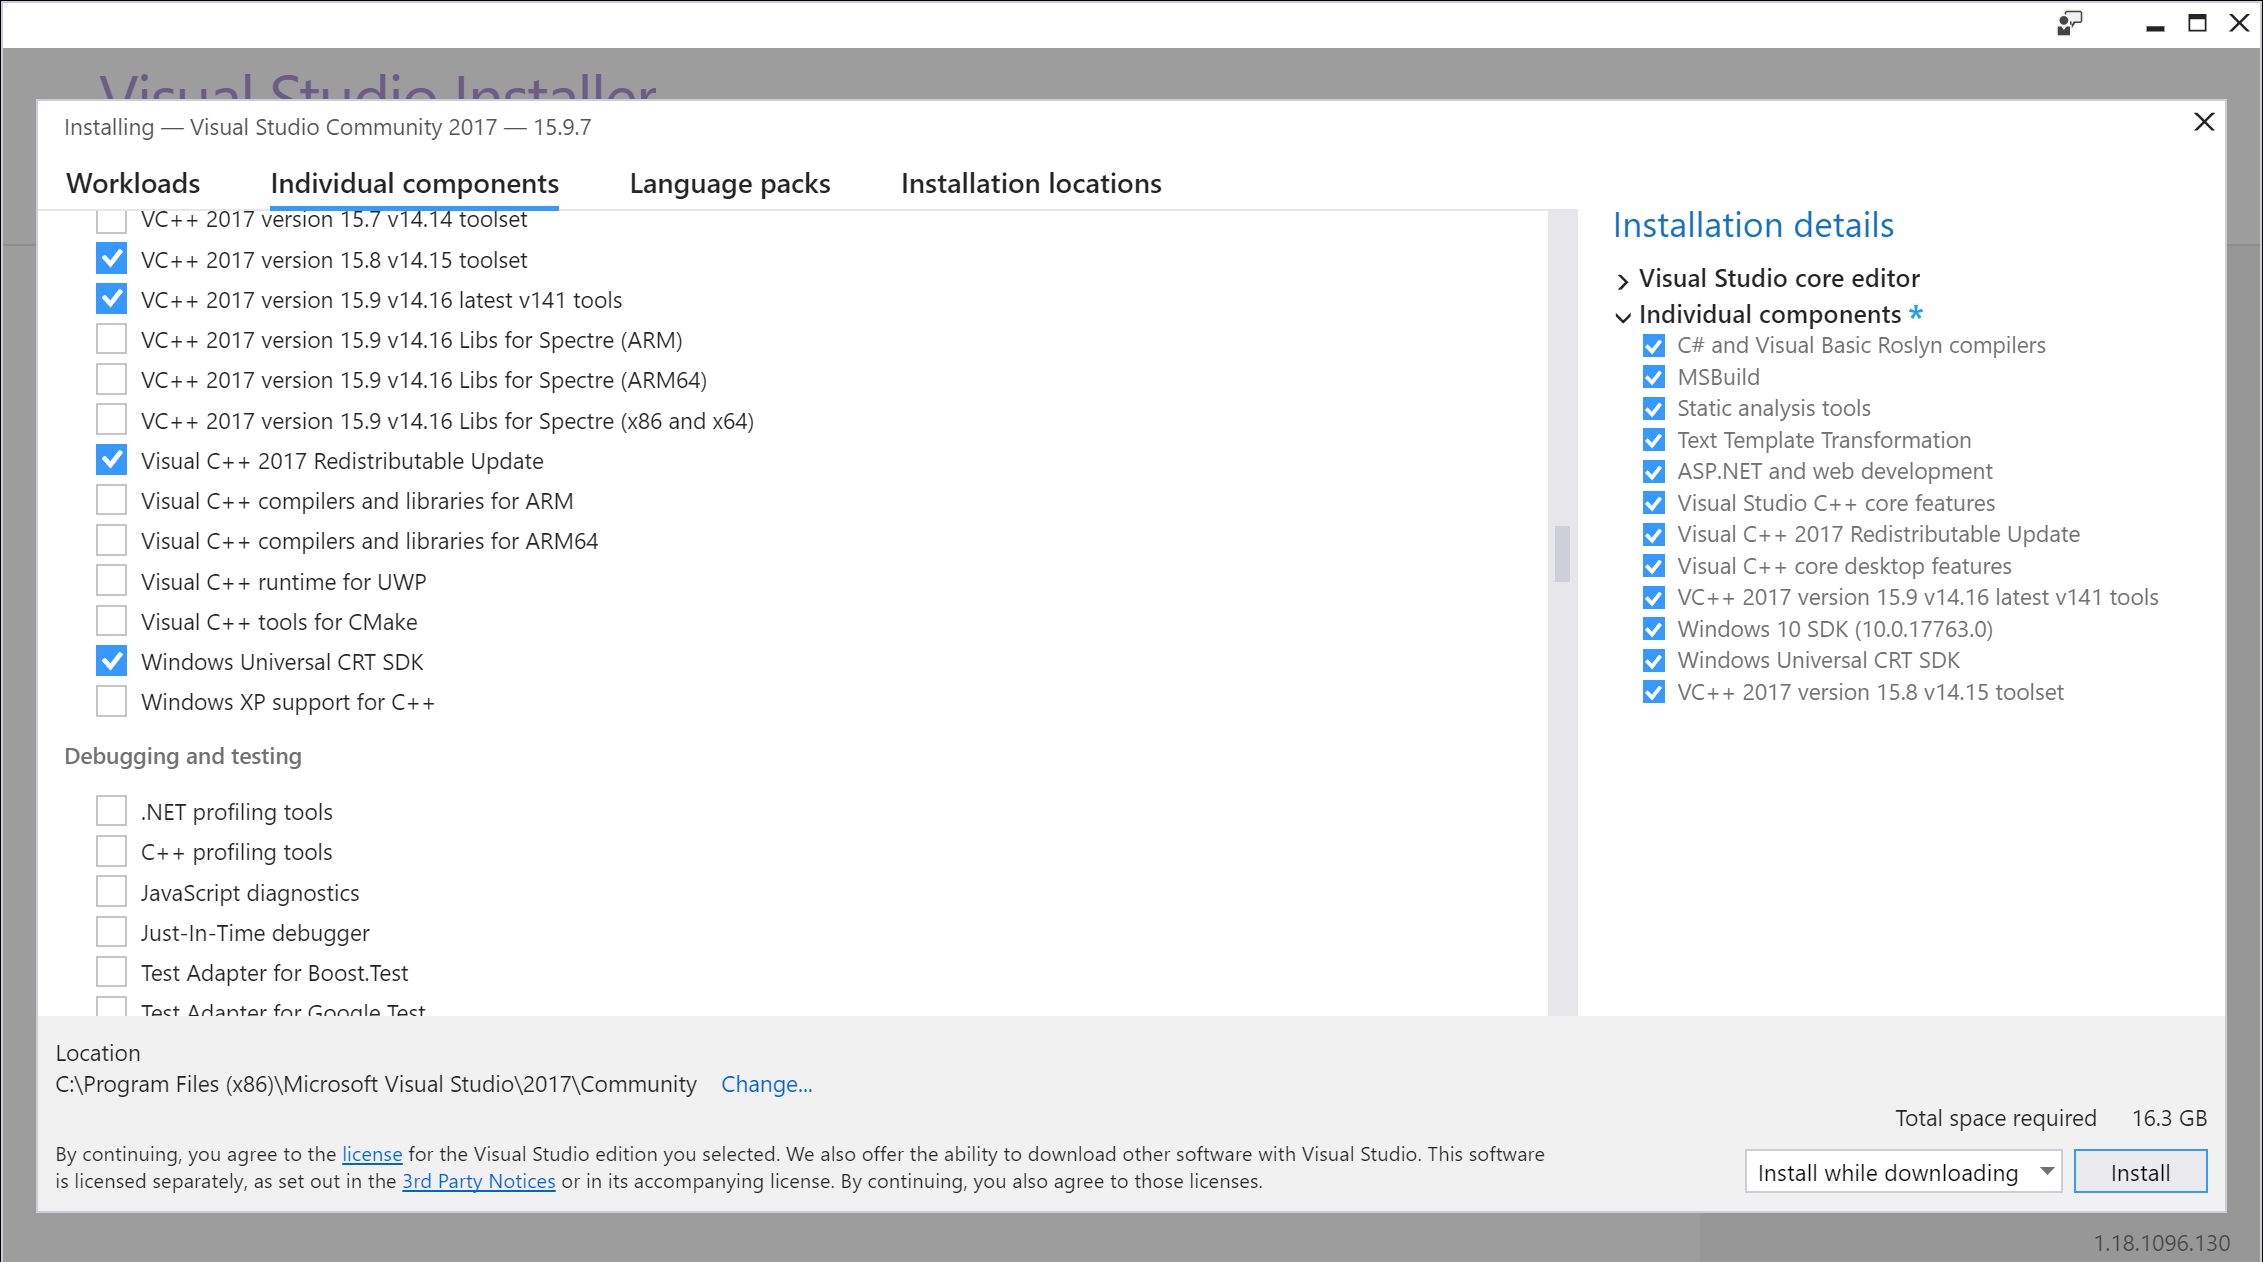 Visual Studio Installer
Installing — Visual Studio Community 2017 — 15.9.7
Workloads
Individual components
Language packs
Installation locations
VC++ 2017 version 15.7 v14.14 toolset
VC++ 2017 version 15.8 v14.15 toolset
VC++ 2017 version 15.9 v14.16 latest v141 tools
VC++ 2017 version 15.9 v14.16 Libs for Spectre (ARM)
VC++ 2017 version 15.9 v14.16 Libs for Spectre (ARM64)
VC++ 2017 version 15.9 v14.16 Libs for Spectre (x86 and x64)
Visual C++ 2017 Redistributable Update
Visual C++ compilers and libraries for ARM
Visual C++ compilers and libraries for ARM64
Visual C++ runtime for UWP
Visual C++ tools for CMake
Windows Universal CRT SDK
Windows XP support for C++
Debugging and testing
.NET profiling tools
C++ profiling tools
JavaScript diagnostics
Just-In-Time debugger
Test Adapter for Boost.Test
Test Adapter for Google Test
Installation details
Visual Studio core editor
Individual components *
C# and Visual Basic Roslyn compilers
MSBuild
Static analysis tools
Text Template Transformation
ASP.NET and web development
Visual Studio C++ core features
Visual C++ 2017 Redistributable Update
Visual C++ core desktop features
VC++ 2017 version 15.9 v14.16 latest v141 tools
Windows 10 SDK (10.0.17763.0)
Windows Universal CRT SDK
VC++ 2017 version 15.8 v14.15 toolset
Location
C:\Program Files (x86)\Microsoft Visual Studio\2017\Community Change...
Total space required 16.3 GB
By continuing, you agree to the license for the Visual Studio edition you selected. We also offer the ability to download other software with Visual Studio. This software
is licensed separately, as set out in the 3rd Party Notices or in its accompanying license. By continuing, you also agree to those licenses.
Install while downloading
Install
1.18.1096.130